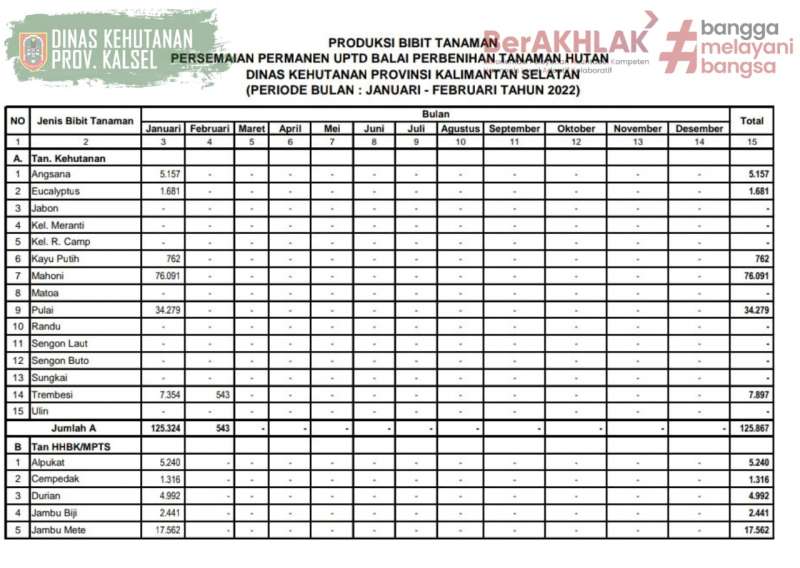 DINAS KEHUTANAN
PROV. KALSEL
BerAKHLAK
#bangga
melayani
bangsa
PRODUKSI BIBIT TANAMAN
PERSEMAIAN PERMANEN UPTD BALAI PERBENIHAN TANAMAN HUTAN
DINAS KEHUTANAN PROVINSI KALIMANTAN SELATAN
(PERIODE BULAN : JANUARI - FEBRUARI TAHUN 2022)
NO Jenis Bibit Tanaman Bulan Total
Januari Februari Maret April Mei Juni Juli Agustus September Oktober November Desember
1 2 3 4 5 6 7 8 9 10 11 12 13 14 15
A. Tan. Kehutanan
1 Angsana 5.157 - - - - - - - - - - - 5.157
2 Eucalyptus 1.681 - - - - - - - - - - - 1.681
3 Jabon - - - - - - - - - - - - -
4 Kel. Meranti - - - - - - - - - - - - -
5 Kel. R. Camp - - - - - - - - - - - - -
6 Kayu Putih 762 - - - - - - - - - - - 762
7 Mahoni 76.091 - - - - - - - - - - - 76.091
8 Matoa - - - - - - - - - - - - -
9 Pulai 34.279 - - - - - - - - - - - 34.279
10 Randu - - - - - - - - - - - - -
11 Sengon Laut - - - - - - - - - - - - -
12 Sengon Buto - - - - - - - - - - - - -
13 Sungkai - - - - - - - - - - - - -
14 Trembesi 7.354 543 - - - - - - - - - - 7.897
15 Ulin - - - - - - - - - - - - -
Jumlah A 125.324 543 - - - - - - - - - - 125.867
B Tan HHBK/MPTS
1 Alpukat 5.240 - - - - - - - - - - - 5.240
2 Cempedak 1.316 - - - - - - - - - - - 1.316
3 Durian 4.992 - - - - - - - - - - - 4.992
4 Jambu Biji 2.441 - - - - - - - - - - - 2.441
5 Jambu Mete 17.562 - - - - - - - - - - - 17.562